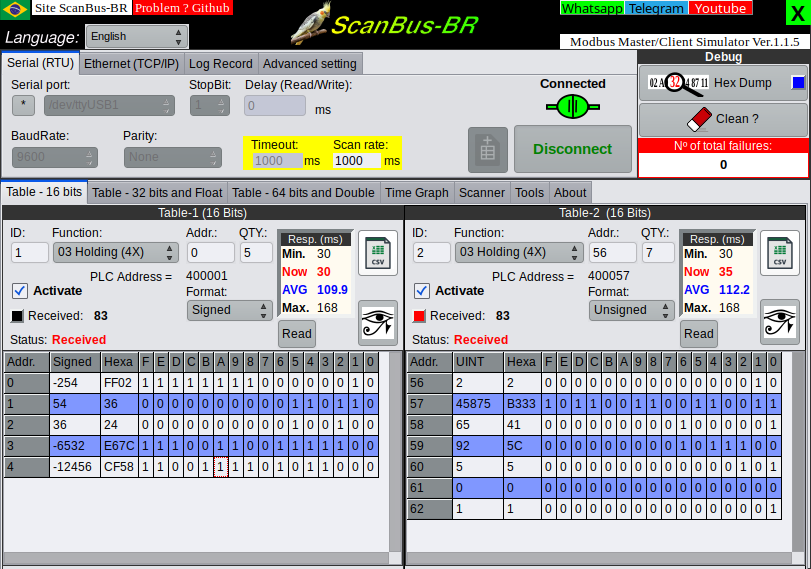 Site ScanBus-BR Problem ? Github
Whatsapp Telegram Youtube X
Language: English
ScanBus-BR
Modbus Master/Client Simulator Ver.1.1.5
Serial (RTU) Ethernet (TCP/IP) Log Record Advanced setting
Debug
Serial port: StopBit: Delay (Read/Write): Connected
* /dev/ttyUSB1 1 0 ms
Hex Dump
BaudRate: Parity: Timeout: Scan rate:
9600 None 1000 ms 1000 ms
Disconnect
Clean ?
Nº of total failures:
0
Table - 16 bits Table - 32 bits and Float Table - 64 bits and Double Time Graph Scanner Tools About
Table-1 (16 Bits)
ID: Function: Addr.: QTY.:
1 03 Holding (4X) 0 5
PLC Address = 400001
Activate Format:
Signed
Received: 83
Status: Received
Resp. (ms)
Min. 30
Now 30
AVG 109.9
Max. 168
Read
CSV
Addr. Signed Hexa F E D C B A 9 8 7 6 5 4 3 2 1 0
0 -254 FF02 1 1 1 1 1 1 1 1 0 0 0 0 0 0 1 0
1 54 36 0 0 0 0 0 0 0 0 0 0 1 1 0 1 1 0
2 36 24 0 0 0 0 0 0 0 0 0 0 1 0 0 1 0 0
3 -6532 E67C 1 1 1 0 0 1 1 0 0 1 1 1 1 1 0 0
4 -12456 CF58 1 1 0 0 1 1 1 1 0 1 0 1 1 0 0 0
Table-2 (16 Bits)
ID: Function: Addr.: QTY.:
2 03 Holding (4X) 56 7
PLC Address = 400057
Activate Format:
Unsigned
Received: 83
Status: Received
Resp. (ms)
Min. 30
Now 35
AVG 112.2
Max. 168
Read
CSV
Addr. UINT Hexa F E D C B A 9 8 7 6 5 4 3 2 1 0
56 2 2 0 0 0 0 0 0 0 0 0 0 0 0 0 0 1 0
57 45875 B333 1 0 1 1 0 0 1 1 0 0 1 1 0 0 1 1
58 65 41 0 0 0 0 0 0 0 0 0 1 0 0 0 0 0 1
59 92 5C 0 0 0 0 0 0 0 0 0 1 0 1 1 1 0 0
60 5 5 0 0 0 0 0 0 0 0 0 0 0 0 0 1 0 1
61 0 0 0 0 0 0 0 0 0 0 0 0 0 0 0 0 0 0
62 1 1 0 0 0 0 0 0 0 0 0 0 0 0 0 0 0 1